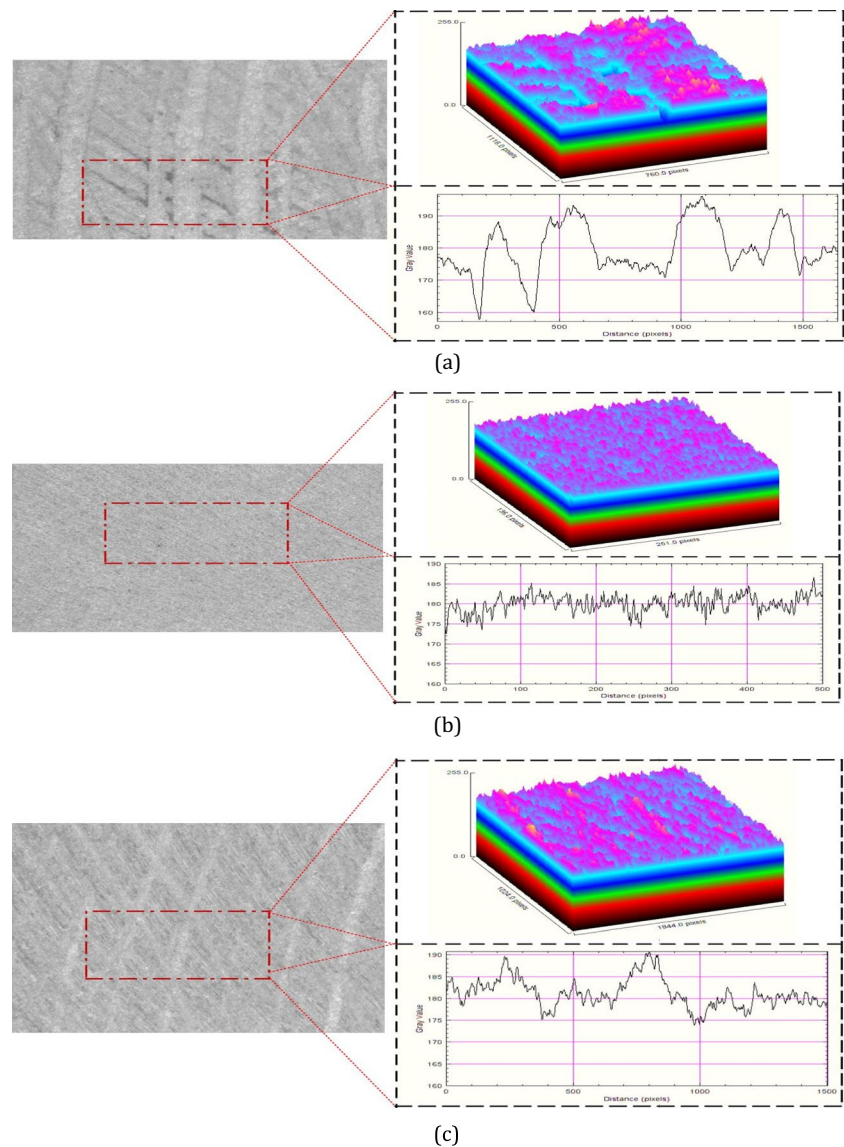 255.0
0.0
1116.0 pixels
760.0 pixels
190
180
170
160
Gray Value
0
500
1000
1500
Distance (pixels)
(a)
255.0
0.0
136.0 pixels
251.0 pixels
190
185
180
175
170
165
160
Gray Value
0
100
200
300
400
500
Distance (pixels)
(b)
255.0
0.0
1024.0 pixels
1944.0 pixels
190
185
180
175
170
165
160
Gray Value
0
500
1000
1500
Distance (pixels)
(c)